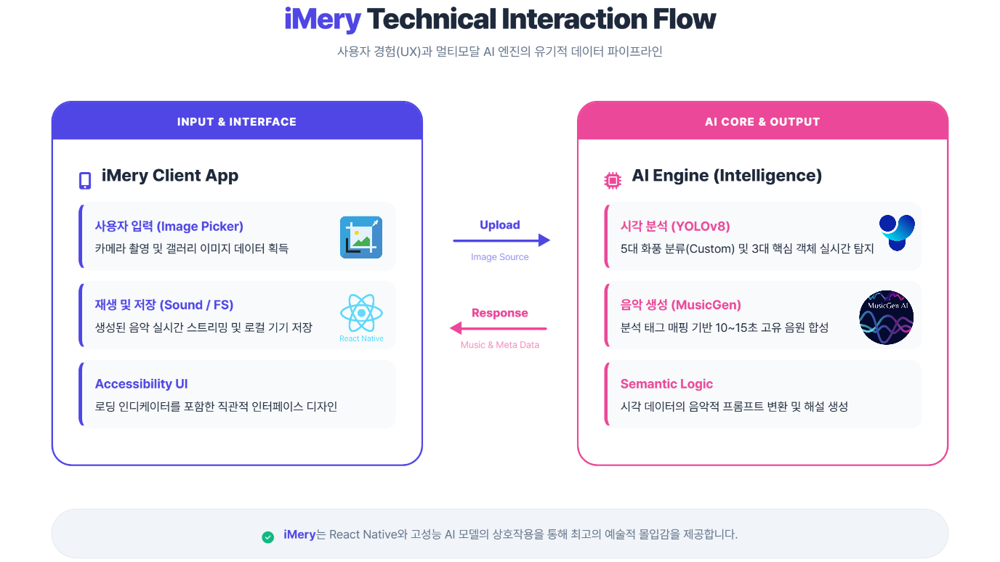 iMery Technical Interaction Flow
사용자 경험(UX)과 멀티모달 AI 엔진의 유기적 데이터 파이프라인
INPUT & INTERFACE
iMery Client App
사용자 입력 (Image Picker)
카메라 촬영 및 갤러리 이미지 데이터 획득
재생 및 저장 (Sound / FS)
생성된 음악 실시간 스트리밍 및 로컬 기기 저장
React Native
Accessibility UI
로딩 인디케이터를 포함한 직관적 인터페이스 디자인
Upload
Image Source
Response
Music & Meta Data
AI CORE & OUTPUT
AI Engine (Intelligence)
시각 분석 (YOLOv8)
5대 화풍 분류(Custom) 및 3대 핵심 객체 실시간 탐지
음악 생성 (MusicGen)
분석 태그 매핑 기반 10~15초 고유 음원 합성
MusicGen AI
Semantic Logic
시각 데이터의 음악적 프롬프트 변환 및 해설 생성
iMery는 React Native와 고성능 AI 모델의 상호작용을 통해 최고의 예술적 몰입감을 제공합니다.